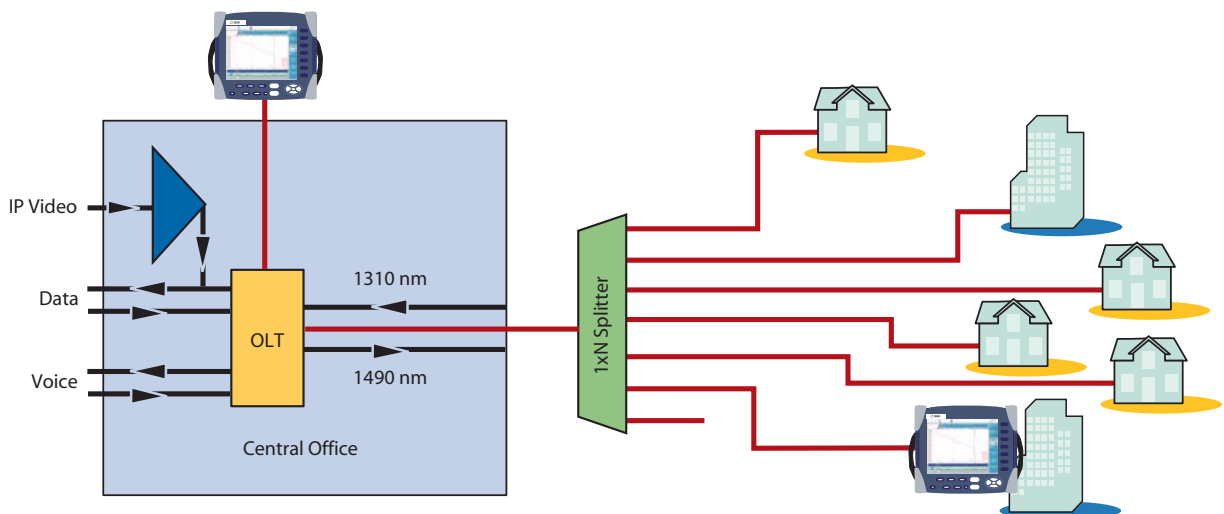 IP Video
Data
Voice
1310 nm
OLT
1490 nm
Central Office
1xN Splitter